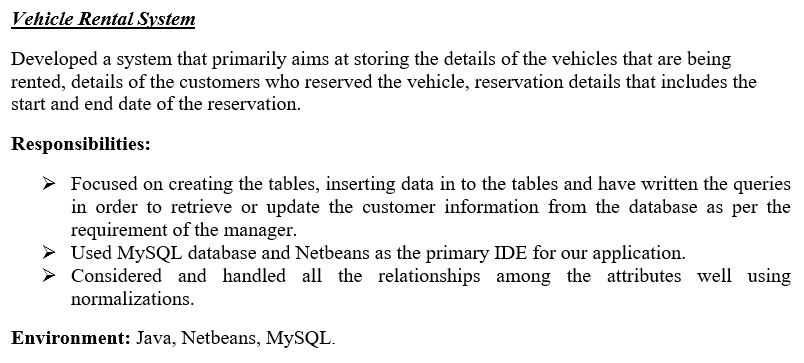 Vehicle Rental System
Developed a system that primarily aims at storing the details of the vehicles that are being
rented, details of the customers who reserved the vehicle, reservation details that includes the
start and end date of the reservation.
Responsibilities:
➢ Focused on creating the tables, inserting data in to the tables and have written the queries
in order to retrieve or update the customer information from the database as per the
requirement of the manager.
➢ Used MySQL database and Netbeans as the primary IDE for our application.
➢ Considered and handled all the relationships among the attributes well using
normalizations.
Environment: Java, Netbeans, MySQL.